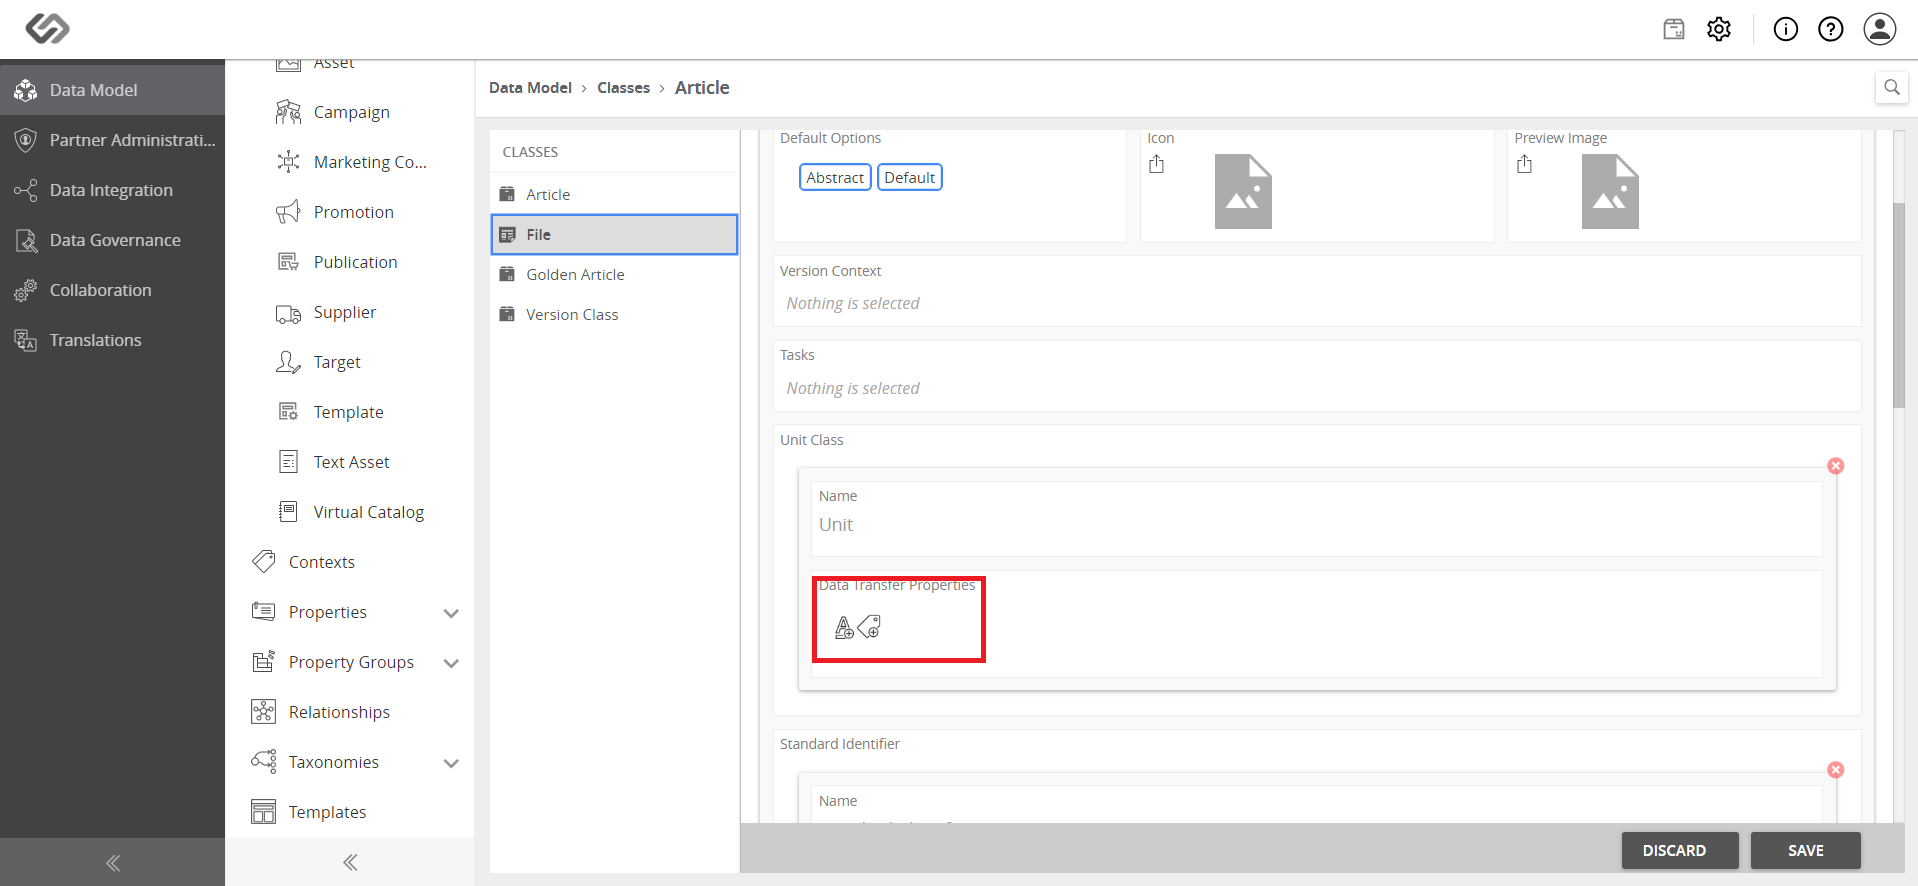 Data Model
Partner Administrati...
Data Integration
Data Governance
Collaboration
Translations
Asset
Campaign
Marketing Co...
Promotion
Publication
Supplier
Target
Template
Text Asset
Virtual Catalog
Contexts
Properties
Property Groups
Relationships
Taxonomies
Templates
Data Model > Classes > Article
CLASSES
Article
File
Golden Article
Version Class
Default Options
Abstract Default
Icon
Preview Image
Version Context
Nothing is selected
Tasks
Nothing is selected
Unit Class
Name
Unit
Data Transfer Properties
Standard Identifier
Name
DISCARD SAVE